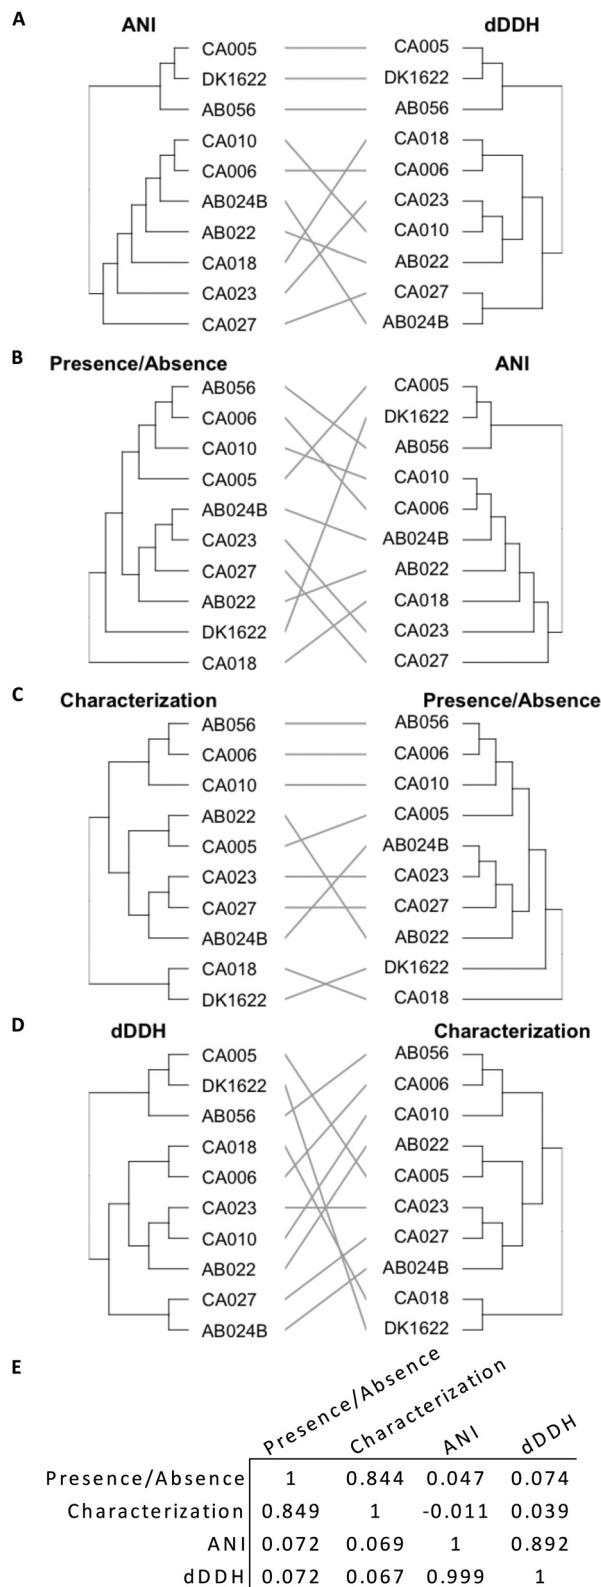 A
ANI dDDH
CA005 CA005
DK1622 DK1622
AB056 AB056
CA010 CA018
CA006 CA006
AB024B CA023
AB022 CA010
CA018 AB022
CA023 CA027
CA027 AB024B
B
Presence/Absence ANI
AB056 CA005
CA006 DK1622
CA010 AB056
CA005 CA010
AB024B CA006
CA023 AB024B
CA027 AB022
AB022 CA018
DK1622 CA023
CA018 CA027
C
Characterization Presence/Absence
AB056 AB056
CA006 CA006
CA010 CA010
AB022 CA005
CA005 AB024B
CA023 CA023
CA027 CA027
AB024B AB022
CA018 DK1622
DK1622 CA018
D
dDDH Characterization
CA005 AB056
DK1622 CA006
AB056 CA010
CA018 AB022
CA006 CA005
CA023 CA023
CA010 CA027
AB022 AB024B
CA027 CA018
AB024B DK1622
E
Presence/Absence Characterization ANI dDDH
Presence/Absence 1 0.844 0.047 0.074
Characterization 0.849 1 -0.011 0.039
ANI 0.072 0.069 1 0.892
dDDH 0.072 0.067 0.999 1